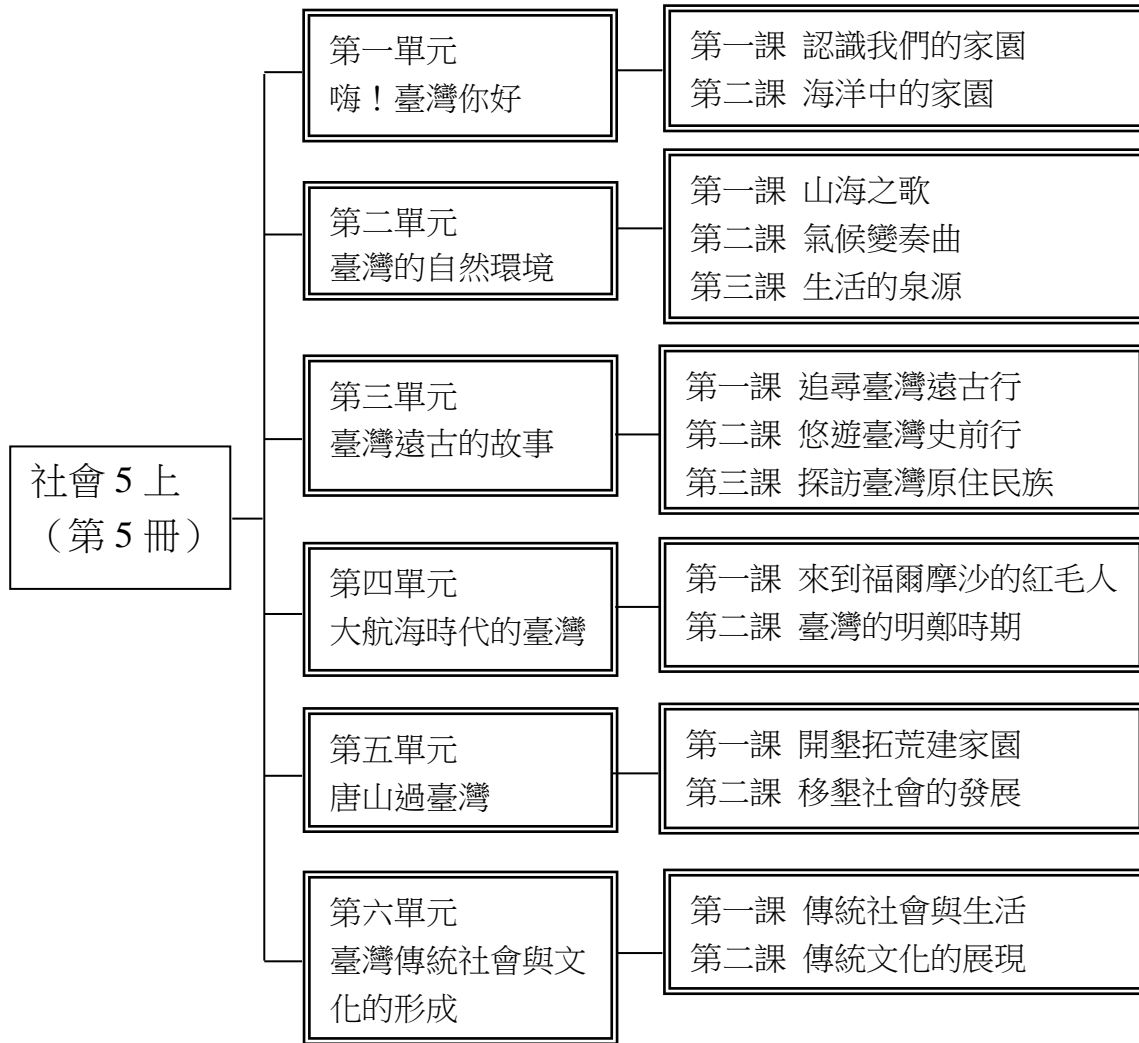 社會 5 上
（第 5 冊）
第一單元
嗨！臺灣你好
第一課 認識我們的家園
第二課 海洋中的家園
第二單元
臺灣的自然環境
第一課 山海之歌
第二課 氣候變奏曲
第三課 生活的泉源
第三單元
臺灣遠古的故事
第一課 追尋臺灣遠古行
第二課 悠遊臺灣史前行
第三課 探訪臺灣原住民族
第四單元
大航海時代的臺灣
第一課 來到福爾摩沙的紅毛人
第二課 臺灣的明鄭時期
第五單元
唐山過臺灣
第一課 開墾拓荒建家園
第二課 移墾社會的發展
第六單元
臺灣傳統社會與文
化的形成
第一課 傳統社會與生活
第二課 傳統文化的展現